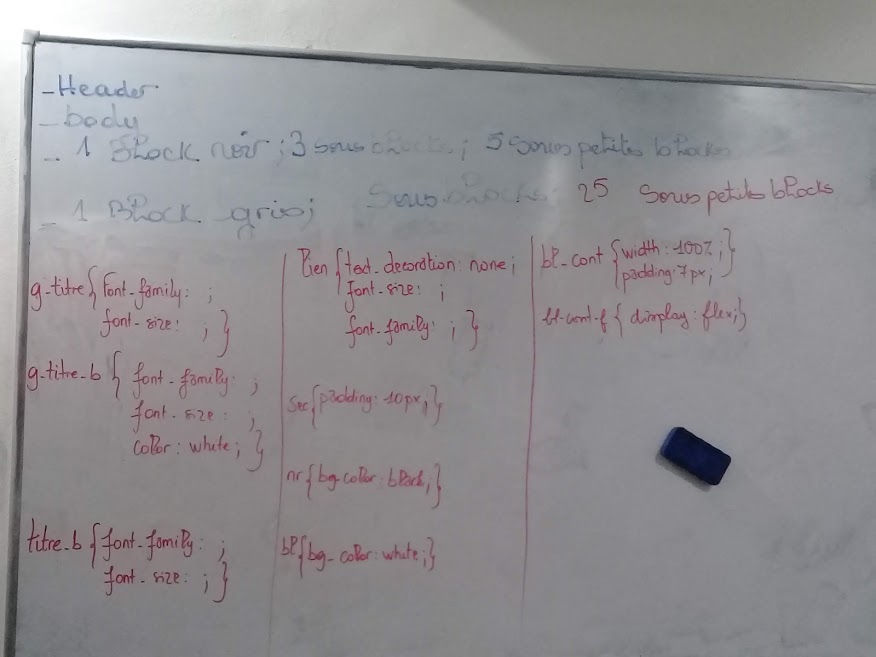 - Header
- body
- 1 Block noir ; 3 sous blocks ; 5 sous petits blocks
- 1 Block gris ; Sous blocks ; 25 Sous petits blocks
g-titre { Font-family: ;
font-size: ; }
g-titre-b { font-family: ;
font-size: ;
color: white; }
titre-b { font-family: ;
font-size: ; }
lien { text-decoration: none;
font-size: ;
font-family: ; }
sec { padding: 10px; }
nr { bg-color: black; }
bl { bg-color: white; }
bl-cont { width: 100%; }
padding: 7px;
bl-cont-f { display: flex; }